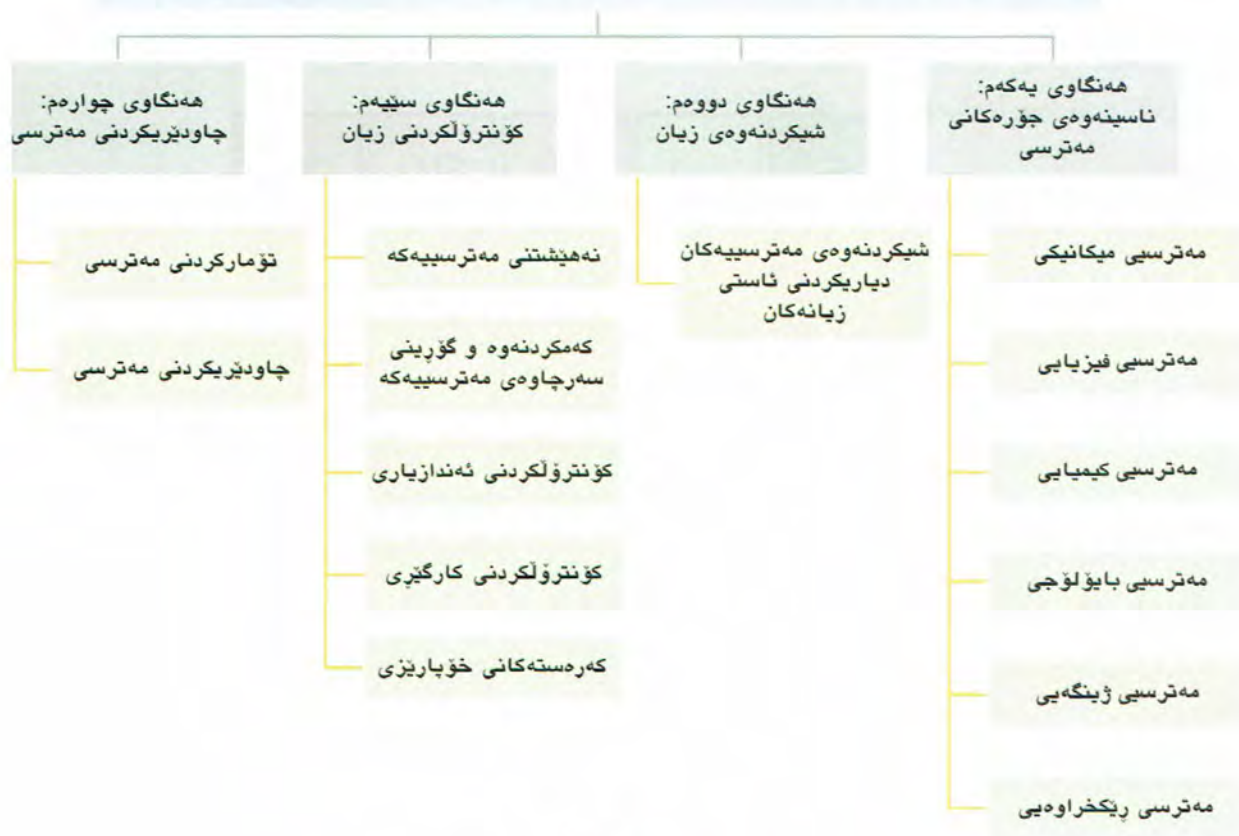 هەنگاوی یەکەم:
ناسینەوەی جۆرەکانی
مەترسی
مەترسیی میکانیکی
مەترسیی فیزیایی
مەترسیی کیمیایی
مەترسیی بایۆلۆجی
مەترسیی ژینگەیی
مەترسی ڕێکخراوەیی
هەنگاوی دووەم:
شیکردنەوەی زیان
شیکردنەوەی مەترسییەکان
دیاریکردنی ئاستی
زیانەکان
هەنگاوی سێیەم:
کۆنترۆڵکردنی زیان
نەهێشتنی مەترسییەکە
کەمکردنەوە و گۆڕینی
سەرچاوەی مەترسییەکە
کۆنترۆڵکردنی ئەندازیاری
کۆنترۆڵکردنی کارگێڕی
کەرەستەکانی خۆپارێزی
هەنگاوی چوارەم:
چاودێریکردنی مەترسی
تۆمارکردنی مەترسی
چاودێریکردنی مەترسی